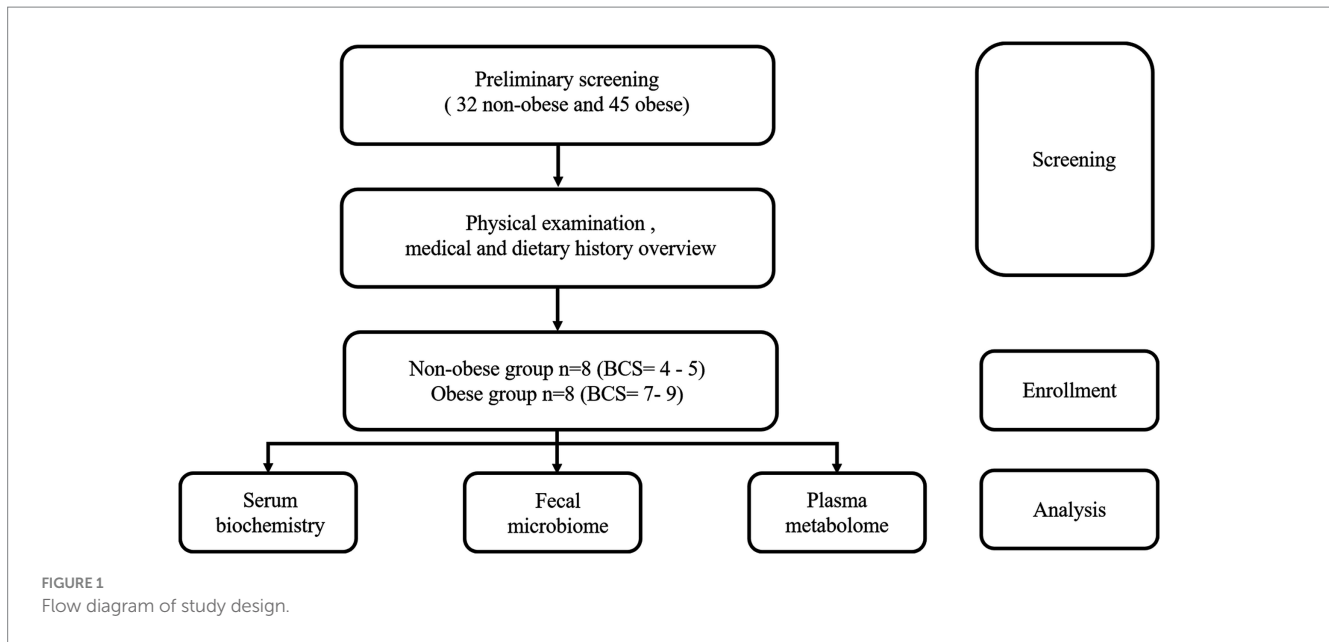 Preliminary screening
( 32 non-obese and 45 obese)
Screening
Physical examination ,
medical and dietary history overview
Non-obese group n=8 (BCS= 4 - 5)
Obese group n=8 (BCS= 7- 9)
Enrollment
Serum
biochemistry
Fecal
microbiome
Plasma
metabolome
Analysis
FIGURE 1
Flow diagram of study design.